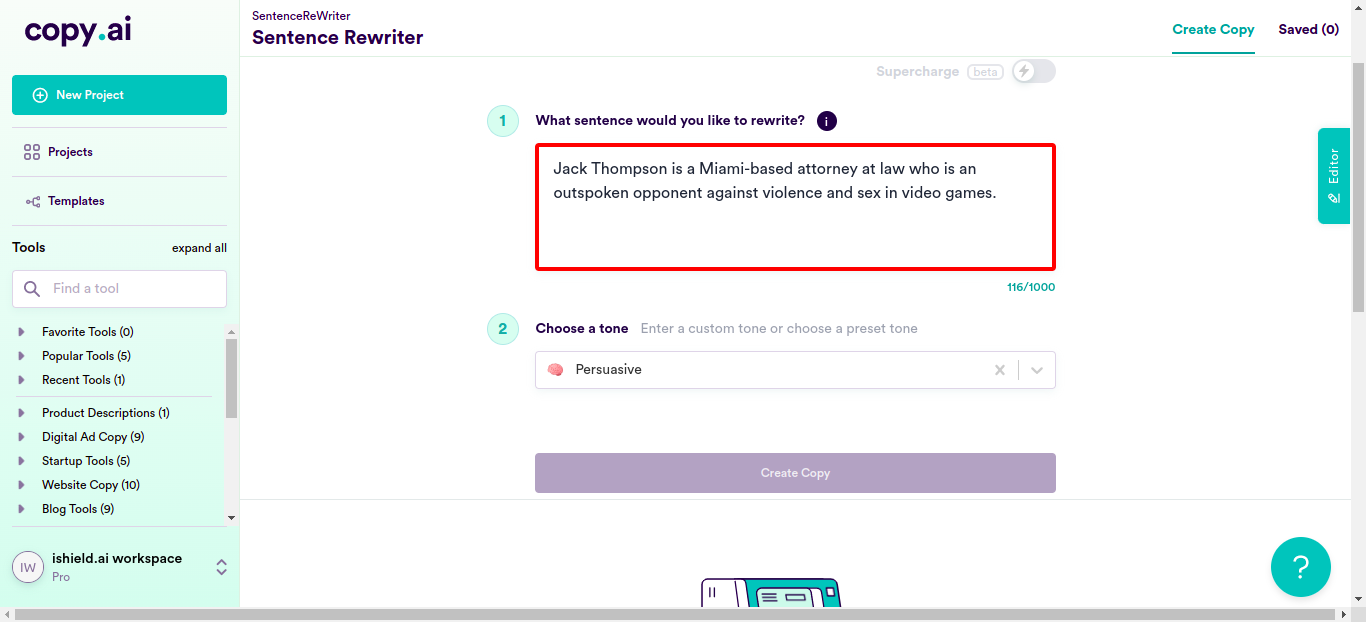 copy.ai
New Project
Projects
Templates
Tools
expand all
Find a tool
Favorite Tools (0)
Popular Tools (5)
Recent Tools (1)
Product Descriptions (1)
Digital Ad Copy (9)
Startup Tools (5)
Website Copy (10)
Blog Tools (9)
IW
ishield.ai workspace
Pro
SentenceReWriter
Sentence Rewriter
Create Copy
Saved (0)
Supercharge beta
1 What sentence would you like to rewrite? i
Jack Thompson is a Miami-based attorney at law who is an
outspoken opponent against violence and sex in video games.
116/1000
2 Choose a tone Enter a custom tone or choose a preset tone
Persuasive
Create Copy
Editor
?